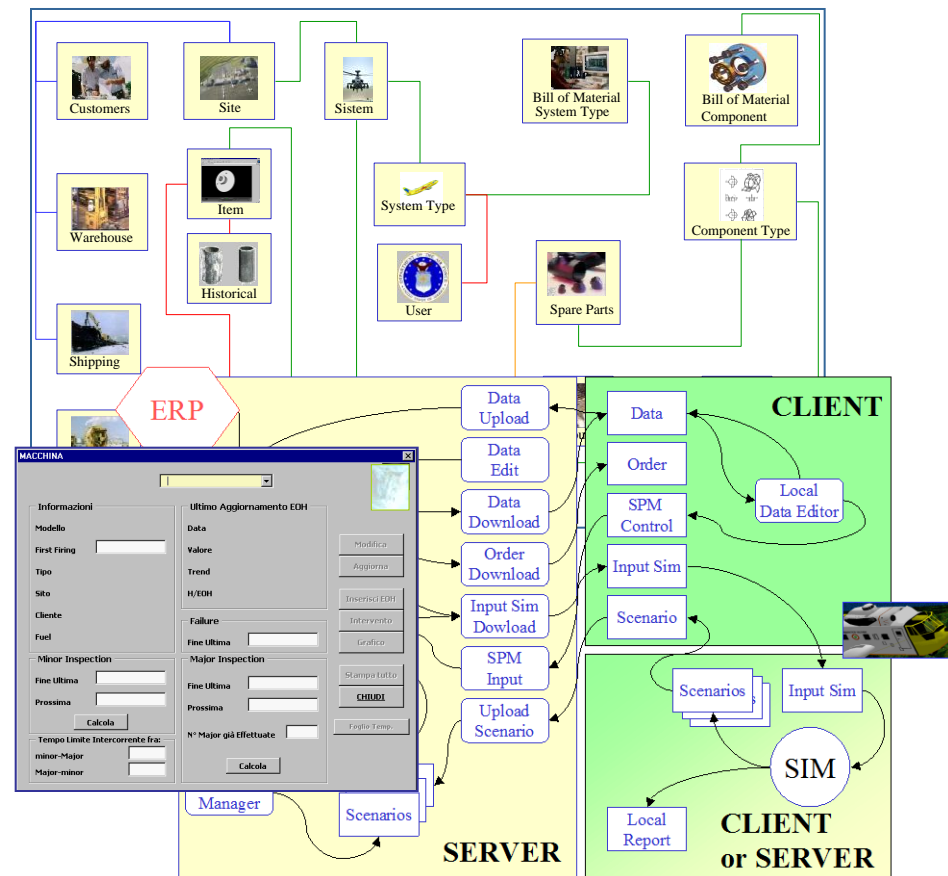 Customers
Site
Sistem
Bill of Material
System Type
Bill of Material
Component
Warehouse
Item
System Type
Component Type
Historical
User
Spare Parts
Shipping
ERP
Data
Upload
Data
Edit
Data
Download
Order
Download
Input Sim
Dowload
SPM
Input
Upload
Scenario
Manager
Scenarios
SERVER
CLIENT
Data
Order
SPM
Control
Input Sim
Scenario
Local
Data Editor
Scenarios
Input Sim
SIM
Local
Report
CLIENT
or SERVER
MACCHINA
Informazioni
Modello
First Firing
Tipo
Sito
Cliente
Fuel
Ultimo Aggiornamento EOH
Data
Valore
Trend
H/EOH
Failure
Fine Ultima
Minor Inspection
Fine Ultima
Prossima
Calcola
Major Inspection
Fine Ultima
Prossima
N° Major già Effettuate
Calcola
Tempo Limite Intercorrente fra:
minor-Major
Major-minor
Modifica
Aggiorna
Inserisci EOH
Intervento
Grafico
Stampa tutto
CHIUDI
Foglio Temp.